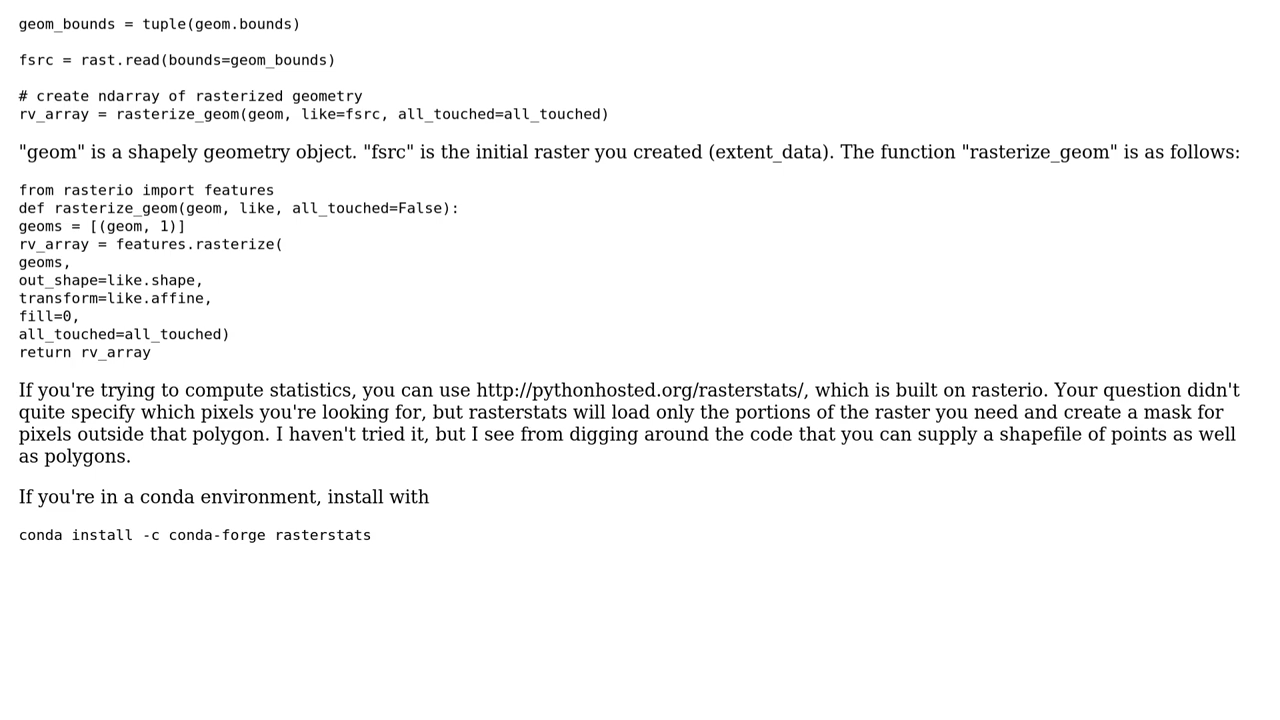 geom_bounds = tuple(geom.bounds)
fsrc = rast.read(bounds=geom_bounds)
# create ndarray of rasterized geometry
rv_array = rasterize_geom(geom, like=fsrc, all_touched=all_touched)
"geom" is a shapely geometry object. "fsrc" is the initial raster you created (extent_data). The function "rasterize_geom" is as follows:
from rasterio import features
def rasterize_geom(geom, like, all_touched=False):
geoms = [(geom, 1)]
rv_array = features.rasterize(
geoms,
out_shape=like.shape,
transform=like.affine,
fill=0,
all_touched=all_touched)
return rv_array
If you're trying to compute statistics, you can use http://pythonhosted.org/rasterstats/, which is built on rasterio. Your question didn't
quite specify which pixels you're looking for, but rasterstats will load only the portions of the raster you need and create a mask for
pixels outside that polygon. I haven't tried it, but I see from digging around the code that you can supply a shapefile of points as well
as polygons.
If you're in a conda environment, install with
conda install -c conda-forge rasterstats